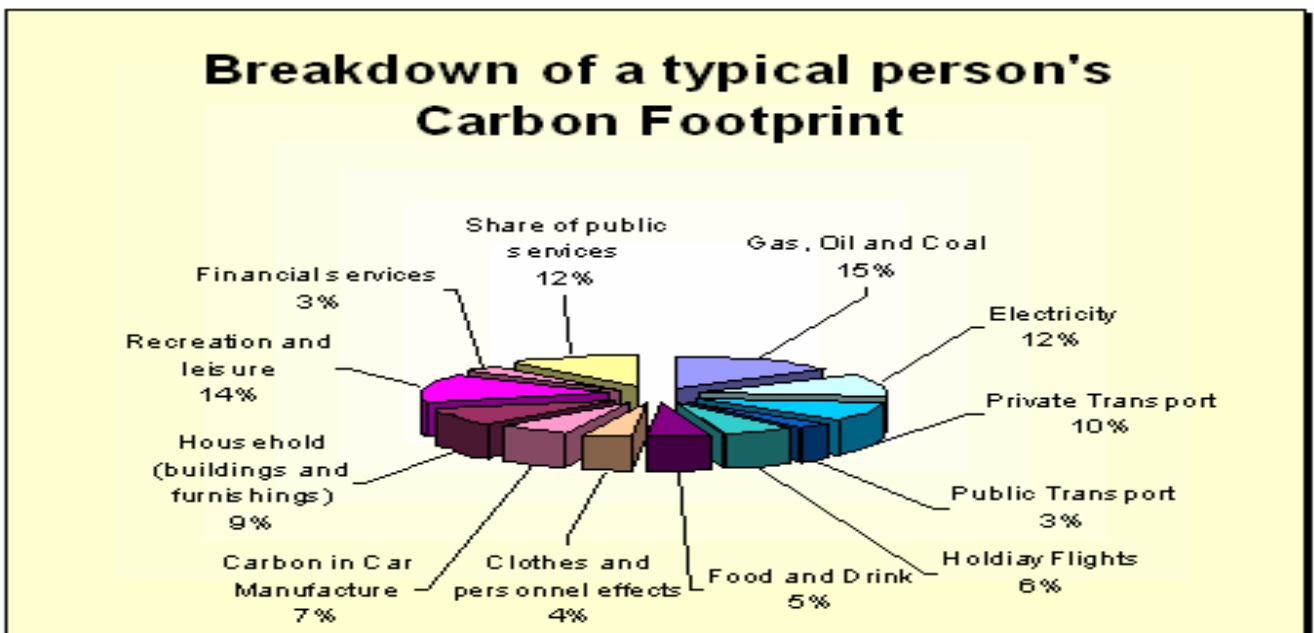 Breakdown of a typical person's
Carbon Footprint
Share of public
services
12%
Gas, Oil and Coal
15%
Financial services
3%
Electricity
12%
Recreation and
leisure
14%
Private Transport
10%
Household
(buildings and
furnishings)
9%
Public Transport
3%
Carbon in Car
Manufacture
7%
Clothes and
personnel effects
4%
Food and Drink
5%
Holdiay Flights
6%